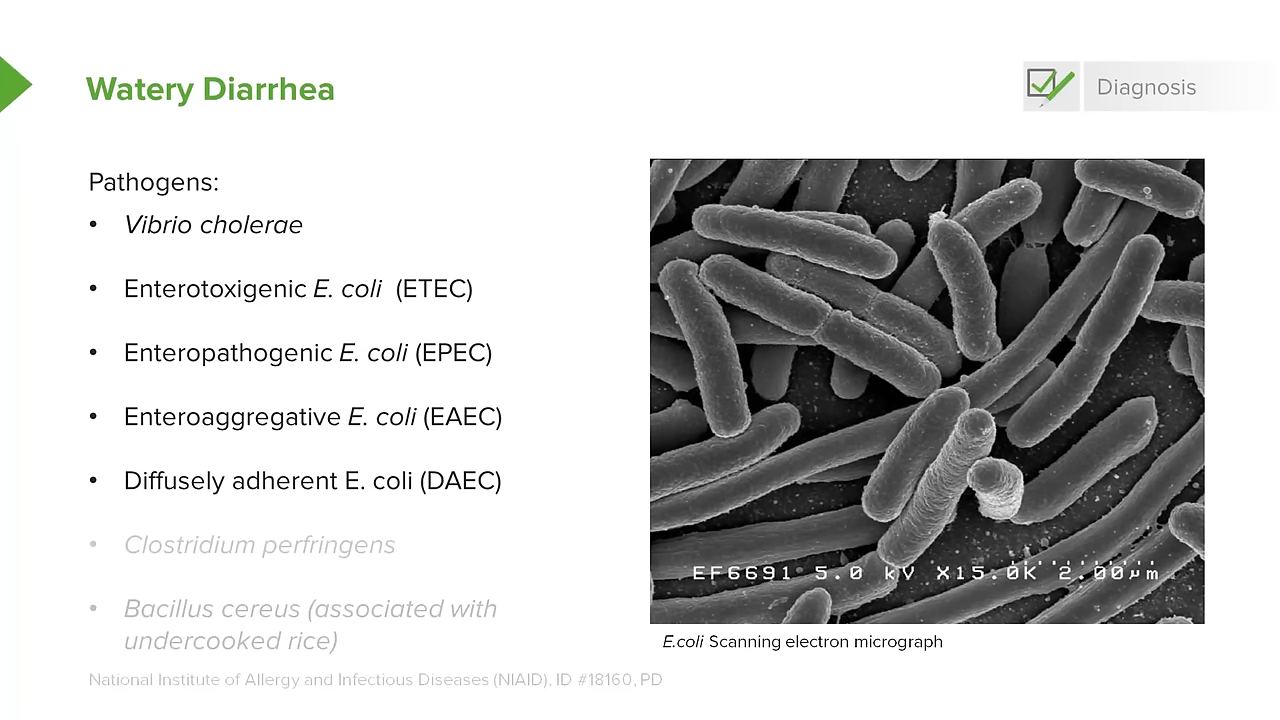 Watery Diarrhea
Diagnosis
Pathogens:
• Vibrio cholerae
• Enterotoxigenic E. coli (ETEC)
• Enteropathogenic E. coli (EPEC)
• Enteroaggregative E. coli (EAEC)
• Diffusely adherent E. coli (DAEC)
• Clostridium perfringens
• Bacillus cereus (associated with
undercooked rice)
EF6691 5.0 kV X15.0K 2.00µm
E.coli Scanning electron micrograph
National Institute of Allergy and Infectious Diseases (NIAID), ID #18160, PD